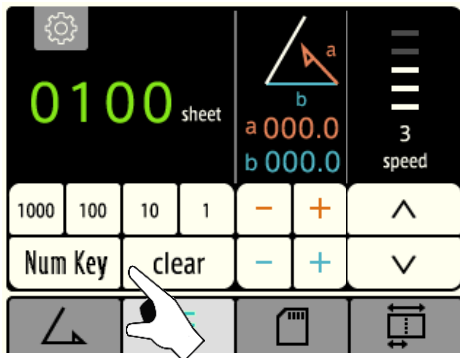 a
b
0100 sheet
a 000.0
b 000.0
3
speed
1000 100 10 1 − +
Num Key clear − +